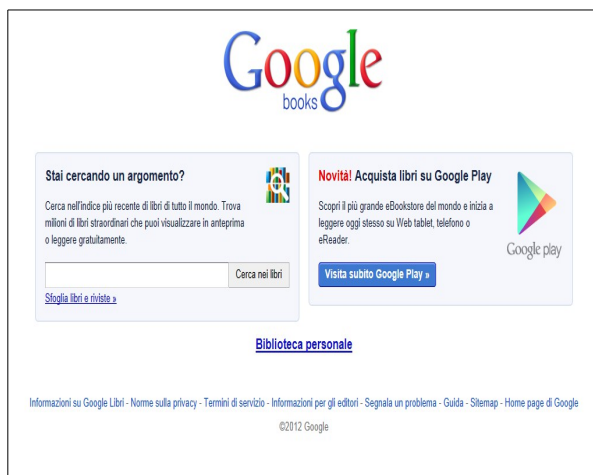 Google
books
Stai cercando un argomento?
Cerca nell'indice più recente di libri di tutto il mondo. Trova
milioni di libri straordinari che puoi visualizzare in anteprima
o leggere gratuitamente.
Cerca nei libri
Sfoglia libri e riviste »
Novità! Acquista libri su Google Play
Scopri il più grande eBookstore del mondo e inizia a
leggere oggi stesso su Web tablet, telefono o
eReader.
Visita subito Google Play »
Google play
Biblioteca personale
Informazioni su Google Libri - Norme sulla privacy - Termini di servizio - Informazioni per gli editori - Segnala un problema - Guida - Sitemap - Home page di Google
©2012 Google